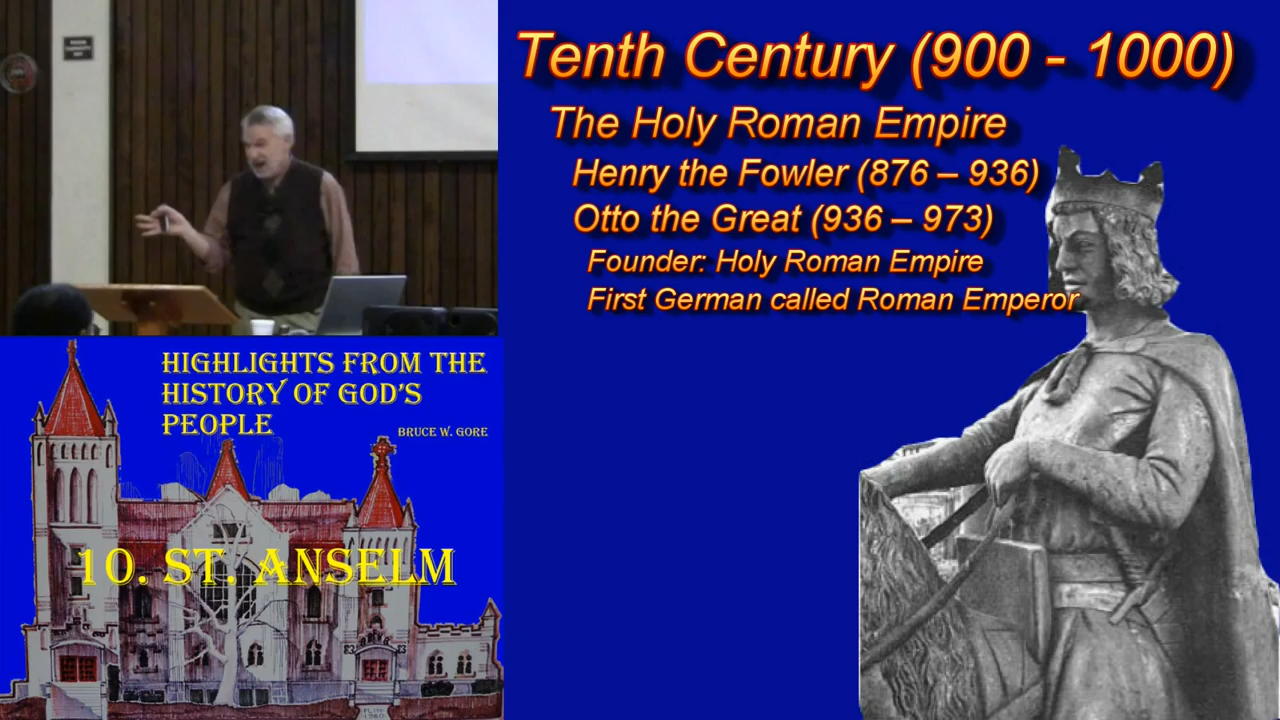 Tenth Century (900 - 1000)
The Holy Roman Empire
Henry the Fowler (876 – 936)
Otto the Great (936 – 973)
Founder: Holy Roman Empire
First German called Roman Emperor
HIGHLIGHTS FROM THE
HISTORY OF GOD'S
PEOPLE
BRUCE W. GORE
10. ST. ANSELM